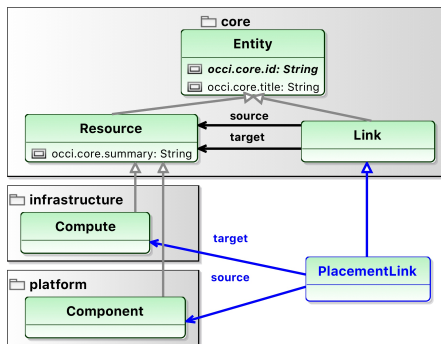 core
Entity
occi.core.id: String
occi.core.title: String
source
Resource
target
Link
occi.core.summary: String
infrastructure
Compute
target
PlacementLink
source
platform
Component